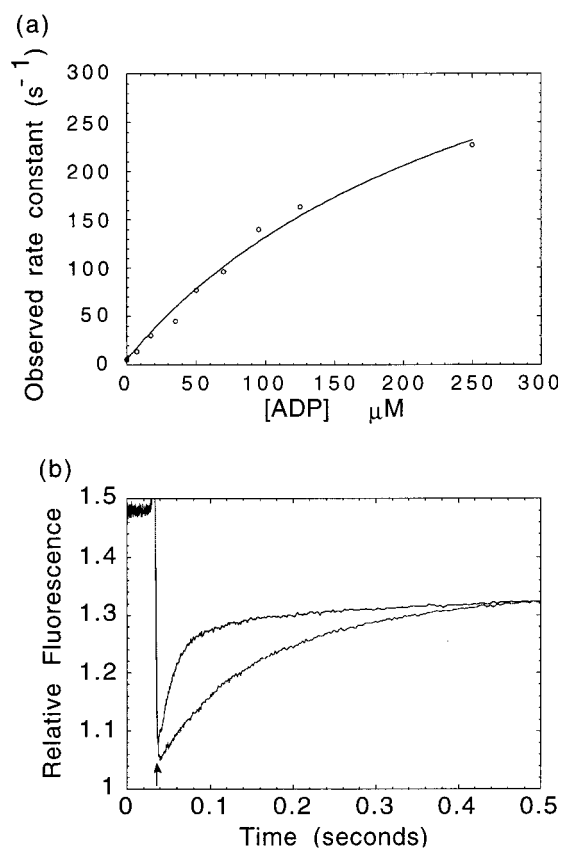 (a)
Observed rate constant (s-1)
300
250
200
150
100
50
0
0 50 100 150 200 250 300
[ADP] μM
(b)
Relative Fluorescence
1.5
1.4
1.3
1.2
1.1
1
0 0.1 0.2 0.3 0.4 0.5
Time (seconds)